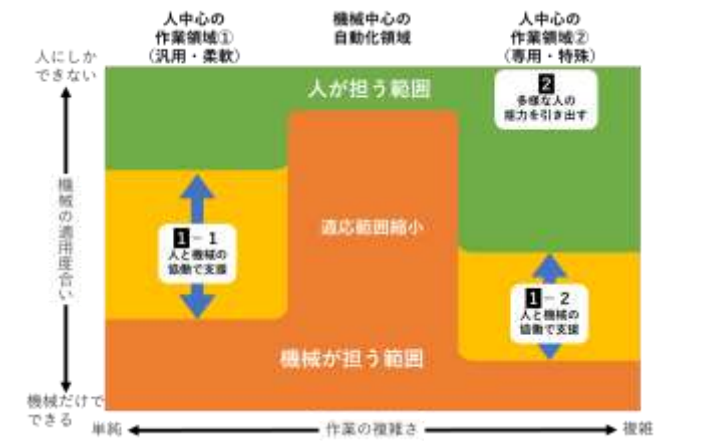 人中心の
作業領域①
(汎用・柔軟)
機械中心の
自動化領域
人中心の
作業領域②
(専用・特殊)
人にしか
できない
機械の適用度合い
機械だけで
できる
人が担う範囲
2
多様な人の
能力を引き出す
1-1
人と機械の
協働で支援
適応範囲縮小
1-2
人と機械の
協働で支援
機械が担う範囲
単純
作業の複雑さ
複雑